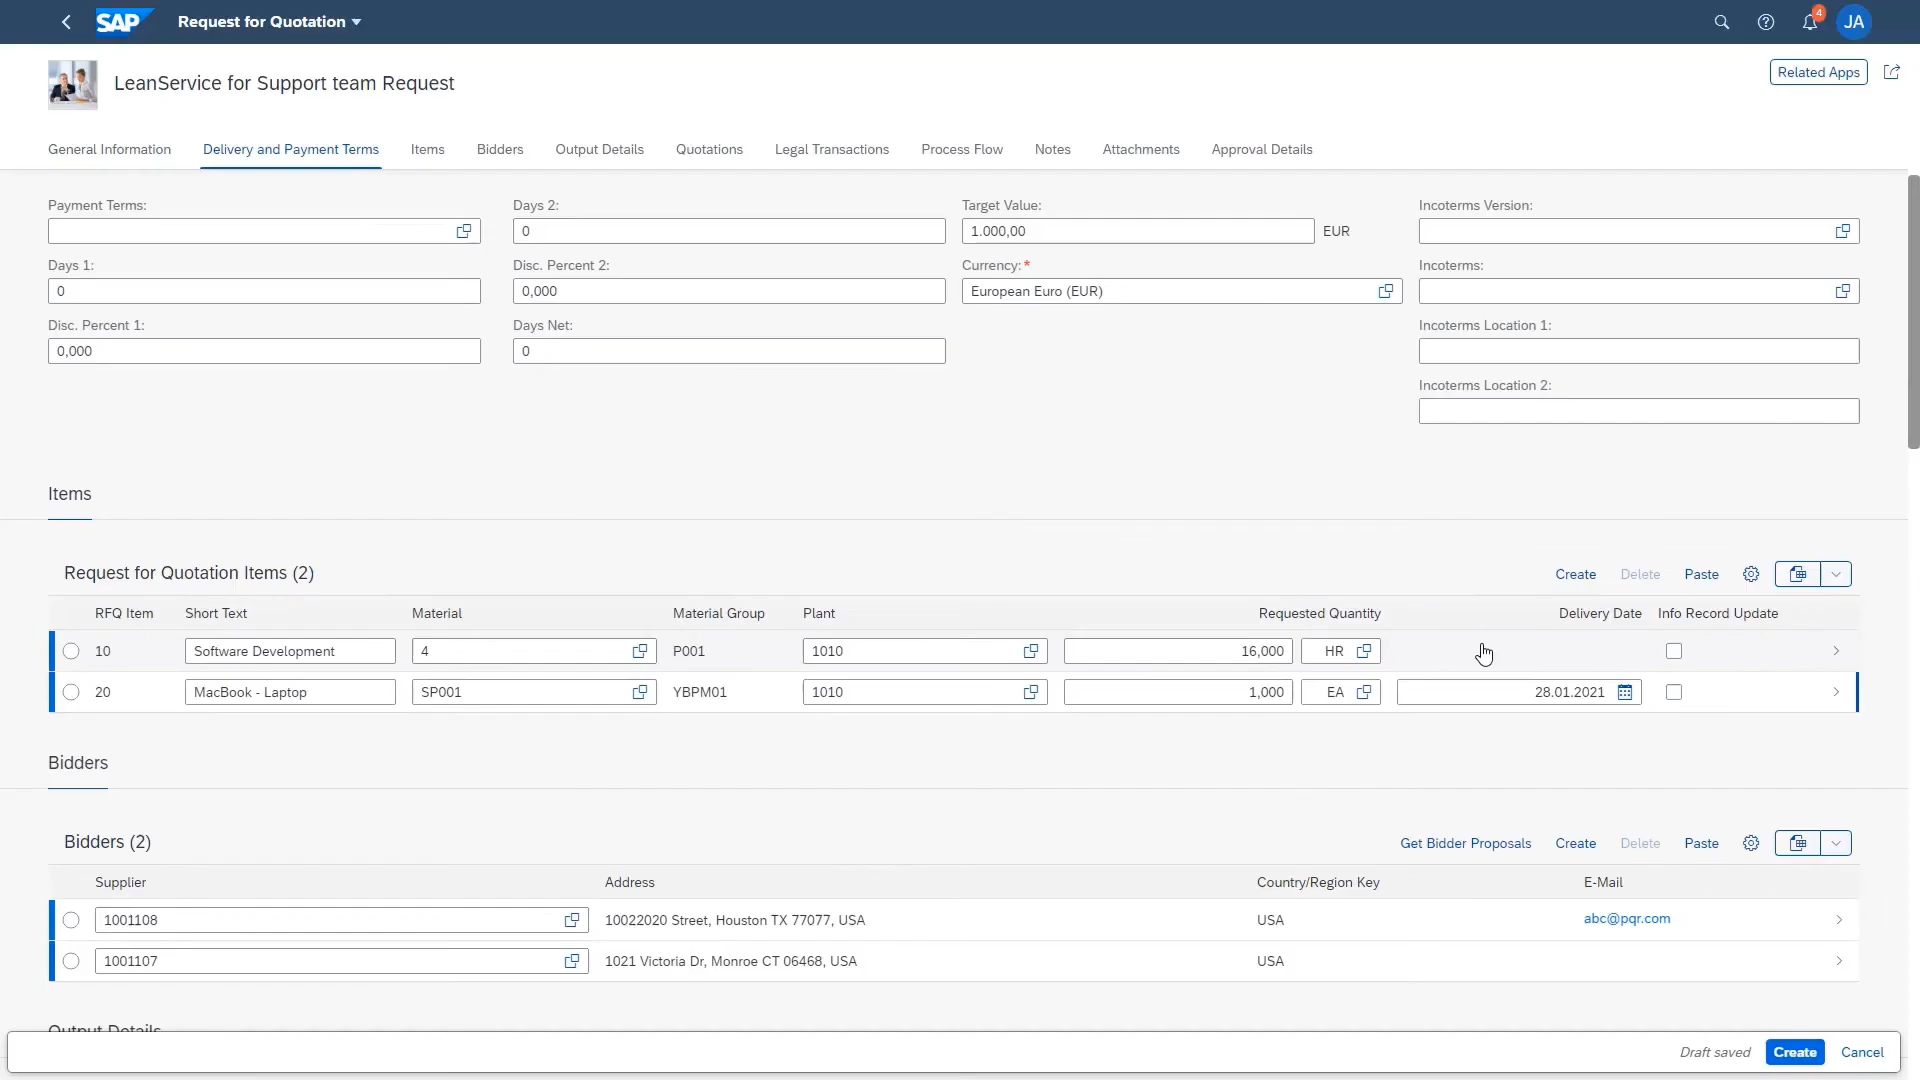 SAP Request for Quotation 4 JA
LeanService for Support team Request Related Apps
General Information Delivery and Payment Terms Items Bidders Output Details Quotations Legal Transactions Process Flow Notes Attachments Approval Details
Payment Terms: Days 2: Target Value: Incoterms Version:
0 1.000,00 EUR
Days 1: Disc. Percent 2: Currency:* Incoterms:
0 0,000 European Euro (EUR)
Disc. Percent 1: Days Net: Incoterms Location 1:
0,000 0
Incoterms Location 2:
Items
Request for Quotation Items (2) Create Delete Paste
RFQ Item Short Text Material Material Group Plant Requested Quantity Delivery Date Info Record Update
10 Software Development 4 P001 1010 16,000 HR
20 MacBook - Laptop SP001 YBPM01 1010 1,000 EA 28.01.2021
Bidders
Bidders (2) Get Bidder Proposals Create Delete Paste
Supplier Address Country/Region Key E-Mail
1001108 10022020 Street, Houston TX 77077, USA USA abc@pqr.com
1001107 1021 Victoria Dr, Monroe CT 06468, USA USA
Output Details
Draft saved Create Cancel